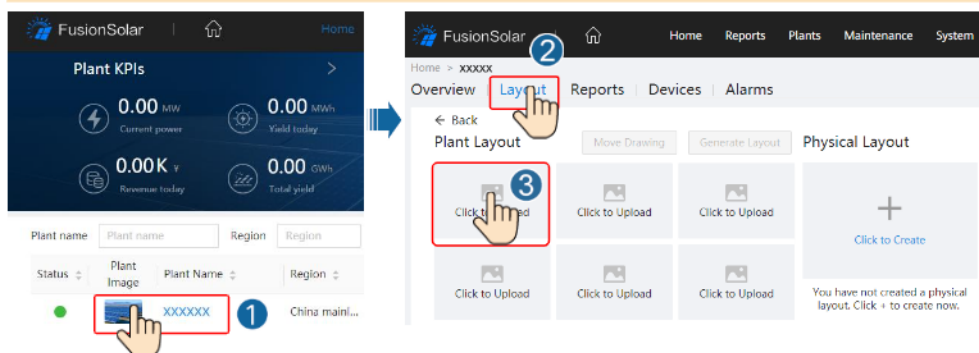 FusionSolar
Home
Plant KPIs >
0.00 MW
Current power
0.00 MWh
Yield today
0.00K ¥
Revenue today
0.00 GWh
Total yield
Plant name Plant name Region Region
Status Plant Image Plant Name Region
XXXXXX 1 China mainl...
FusionSolar Home Reports Plants Maintenance System
2
Home > xxxxx
Overview Layout Reports Devices Alarms
← Back
Plant Layout Move Drawing Generate Layout Physical Layout
3
Click to Upload Click to Upload Click to Upload
Click to Create
Click to Upload Click to Upload Click to Upload
You have not created a physical
layout. Click + to create now.